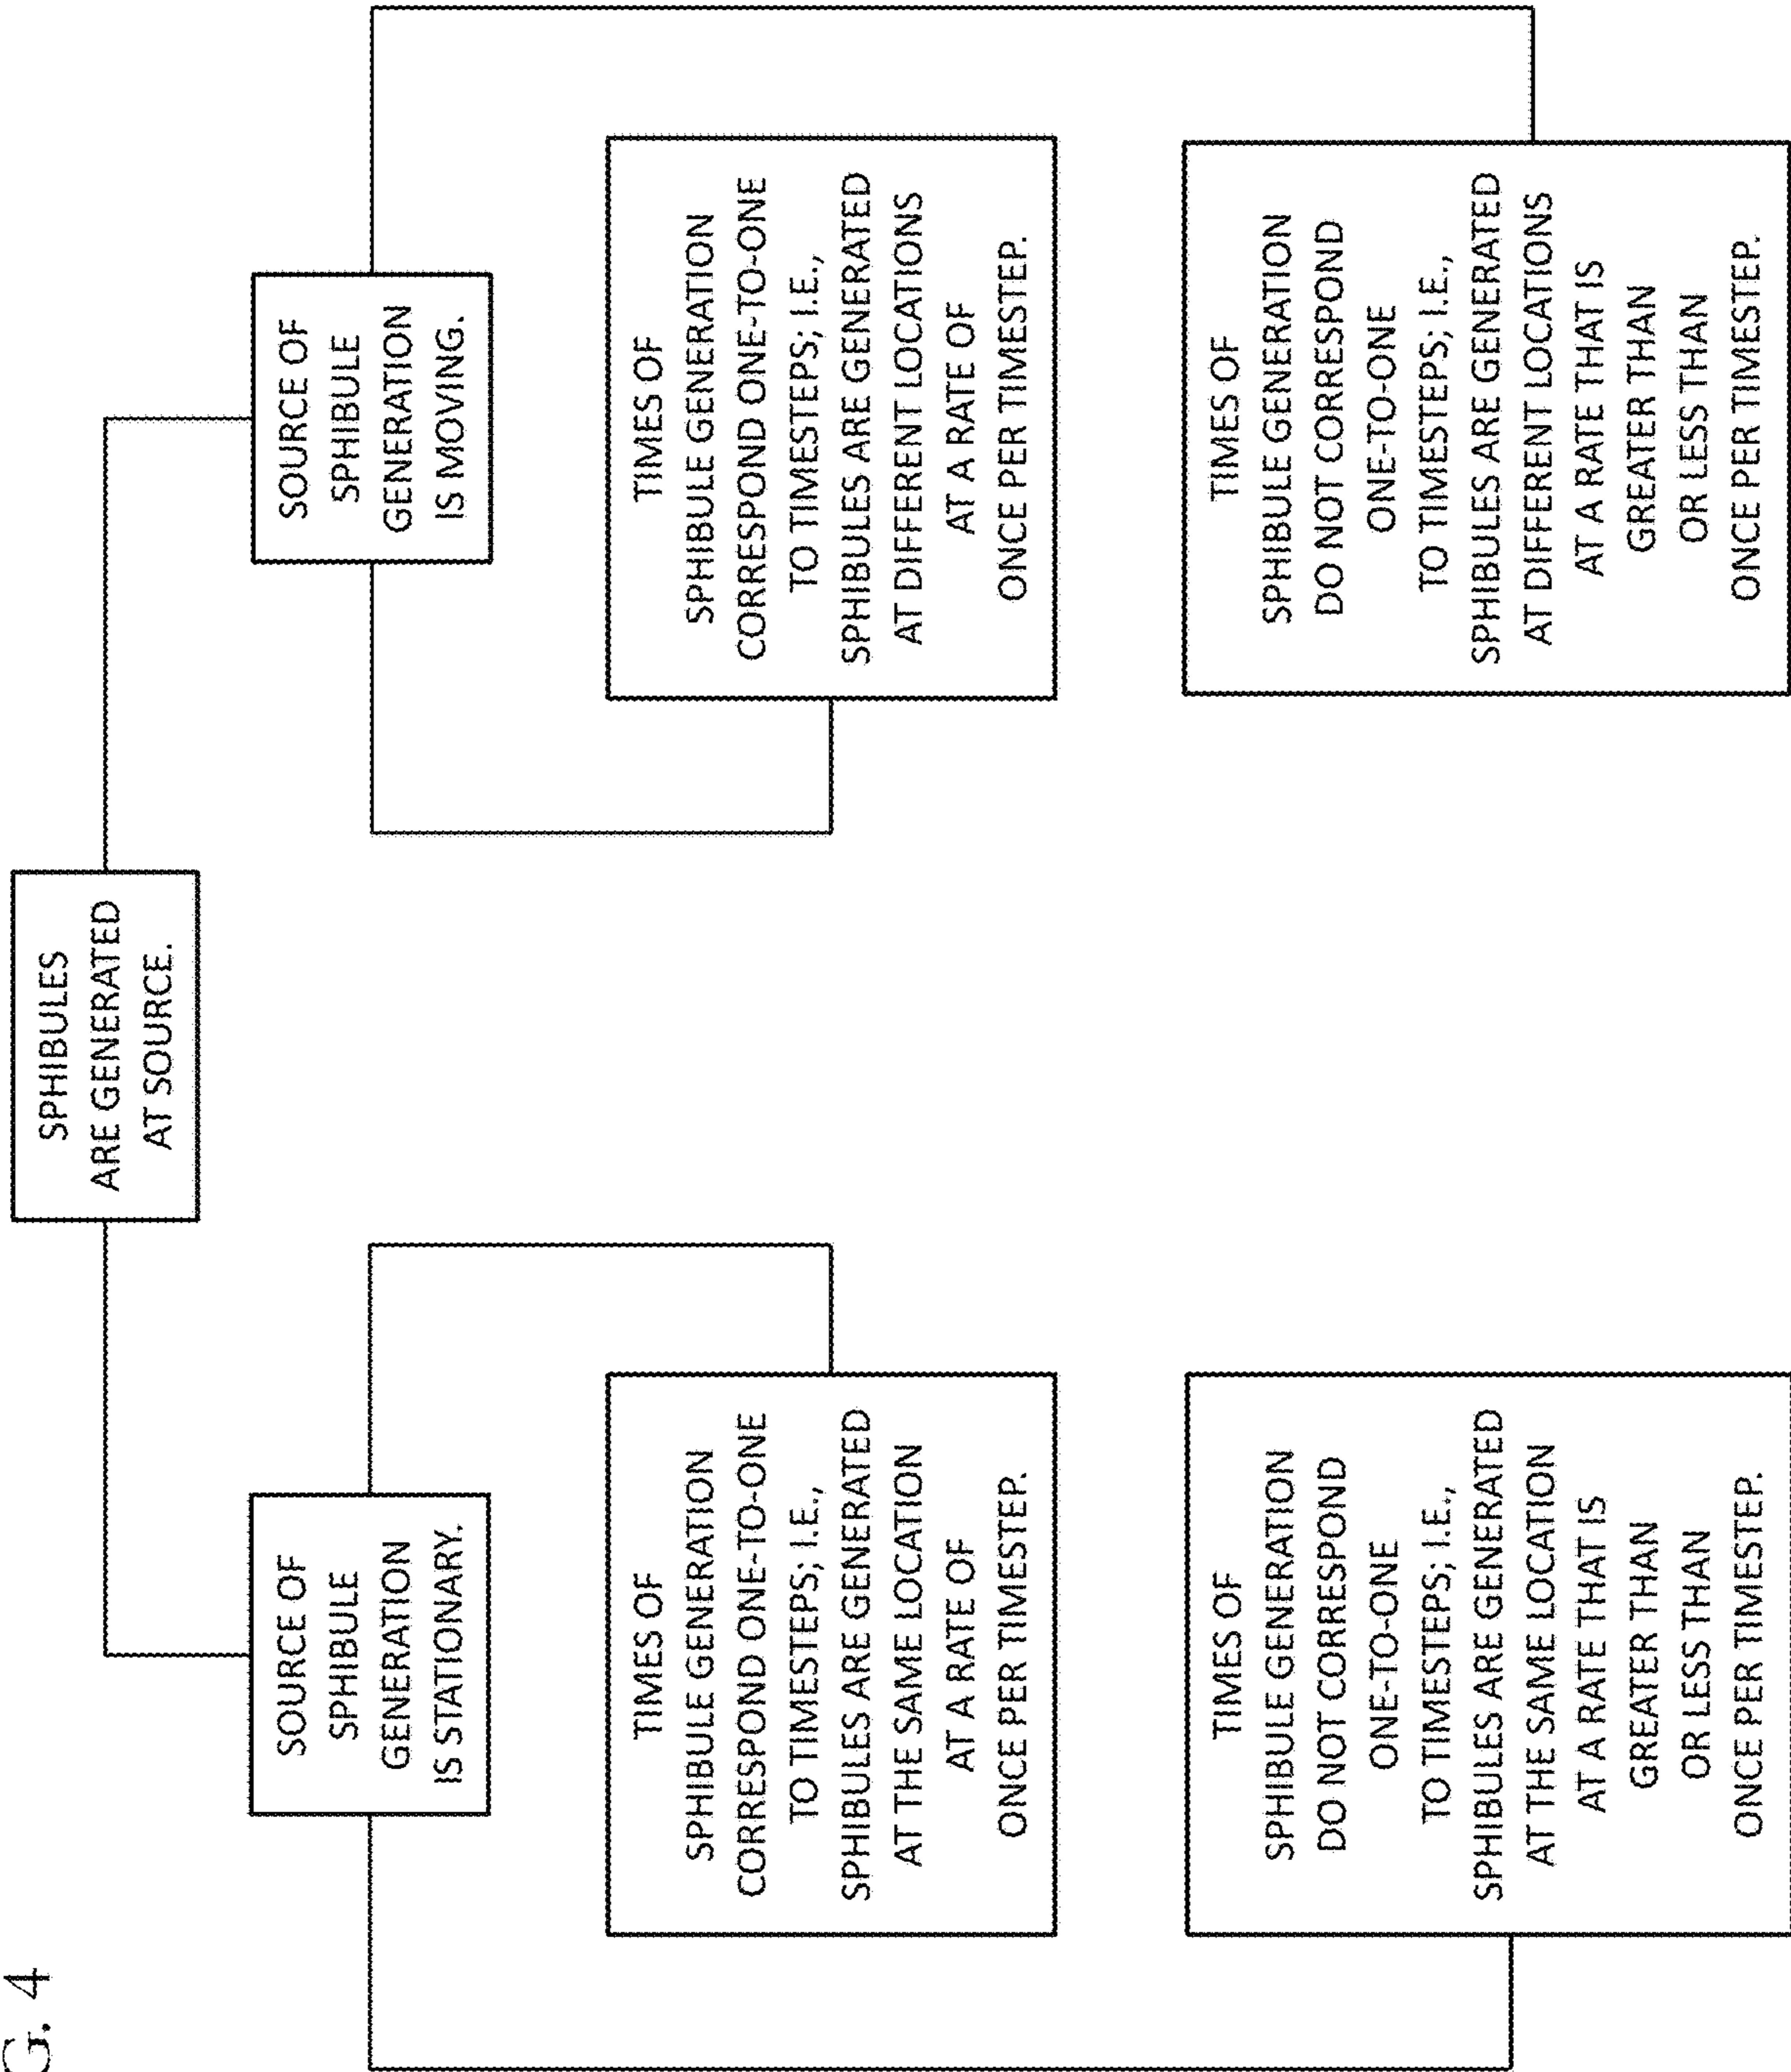 G. 4
SPHIBULES
ARE GENERATED
AT SOURCE.
SOURCE OF
SPHIBULE
GENERATION
IS STATIONARY.
SOURCE OF
SPHIBULE
GENERATION
IS MOVING.
TIMES OF
SPHIBULE GENERATION
CORRESPOND ONE-TO-ONE
TO TIMESTEPS; I.E.,
SPHIBULES ARE GENERATED
AT THE SAME LOCATION
AT A RATE OF
ONCE PER TIMESTEP.
TIMES OF
SPHIBULE GENERATION
CORRESPOND ONE-TO-ONE
TO TIMESTEPS; I.E.,
SPHIBULES ARE GENERATED
AT DIFFERENT LOCATIONS
AT A RATE OF
ONCE PER TIMESTEP.
TIMES OF
SPHIBULE GENERATION
DO NOT CORRESPOND
ONE-TO-ONE
TO TIMESTEPS; I.E.,
SPHIBULES ARE GENERATED
AT THE SAME LOCATION
AT A RATE THAT IS
GREATER THAN
OR LESS THAN
ONCE PER TIMESTEP.
TIMES OF
SPHIBULE GENERATION
DO NOT CORRESPOND
ONE-TO-ONE
TO TIMESTEPS; I.E.,
SPHIBULES ARE GENERATED
AT DIFFERENT LOCATIONS
AT A RATE THAT IS
GREATER THAN
OR LESS THAN
ONCE PER TIMESTEP.